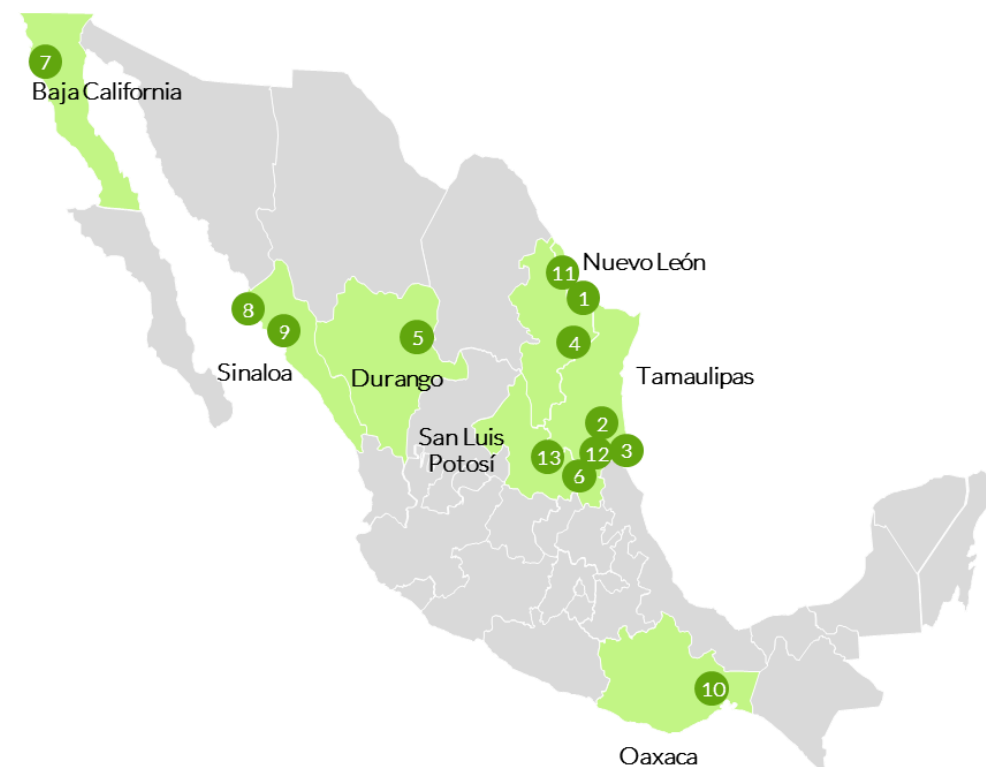 7
Baja California
11
Nuevo León
1
8
9
5
4
Sinaloa
Durango
Tamaulipas
2
San Luis
Potosí
13
12
3
6
10
Oaxaca